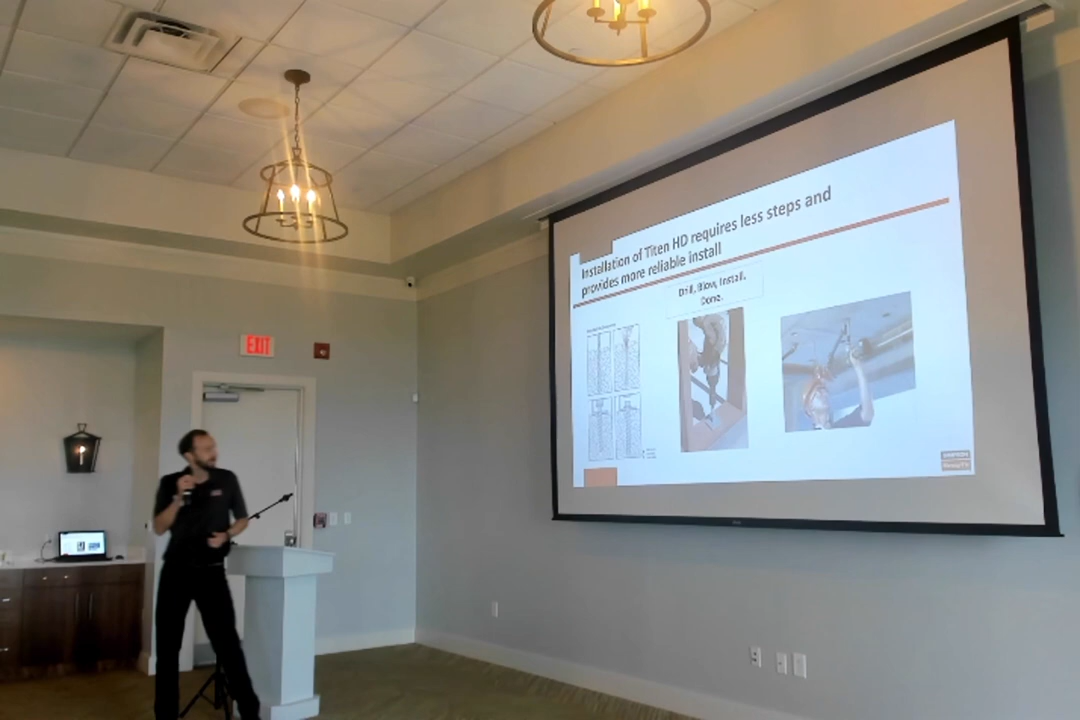 Installation of Titen HD requires less steps and
provides more reliable install
Drill, Blow, Install.
Done.
EXIT